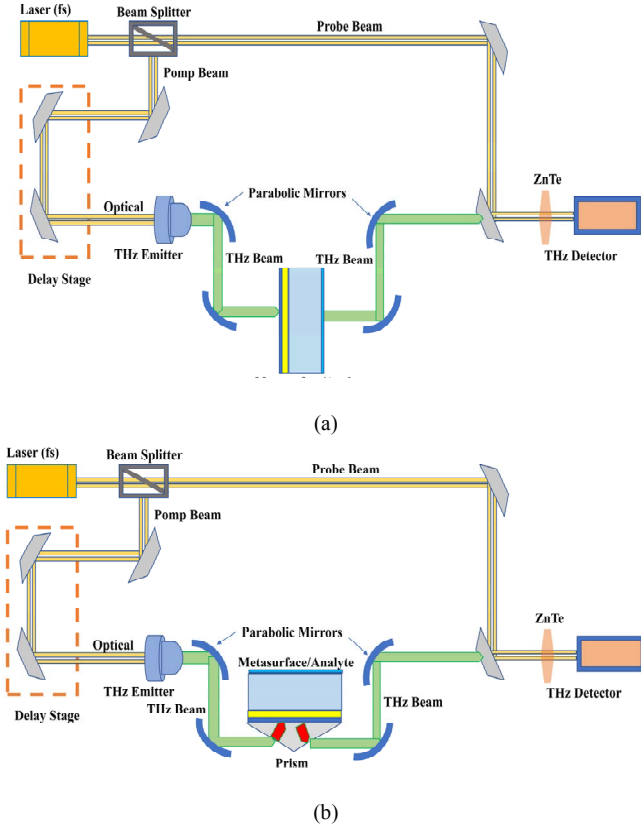 Laser (fs)
Beam Splitter
Probe Beam
Pomp Beam
ZnTe
Optical
Parabolic Mirrors
THz Emitter
THz Beam
THz Beam
THz Detector
Delay Stage
(a)
Laser (fs)
Beam Splitter
Probe Beam
Pomp Beam
ZnTe
Optical
Parabolic Mirrors
Metasurface/Analyte
THz Emitter
THz Beam
THz Beam
THz Detector
Delay Stage
Prism
(b)